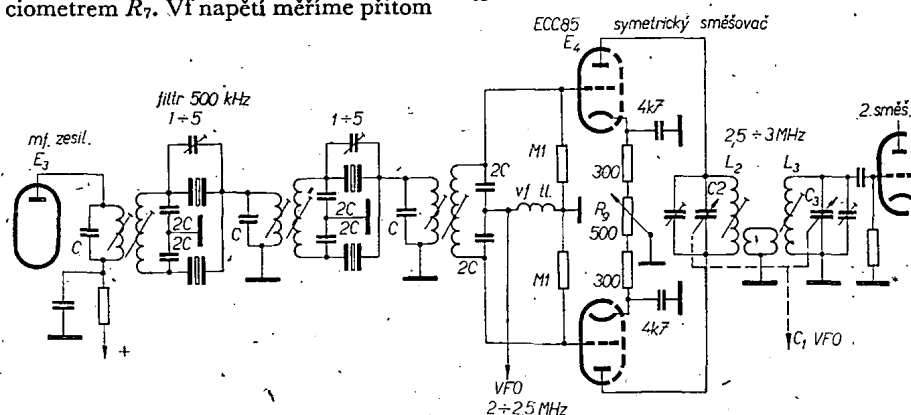 ciometrem R₇. Vf napětí měříme přitom
ECC85
E₄
symetrický směšovač
filtr 500 kHz
1÷5
1÷5
mf. zesil.
E₃
4k7
2. směš.
2,5 ÷ 3 MHz
M1
2C
vf tl.
300
L₂
L₃
C2
C₃
2C
2C
2C
2C
R₉
500
C
C
C
2C
M1
300
4k7
+
C₁ VFO
VFO
2÷2.5 MHz